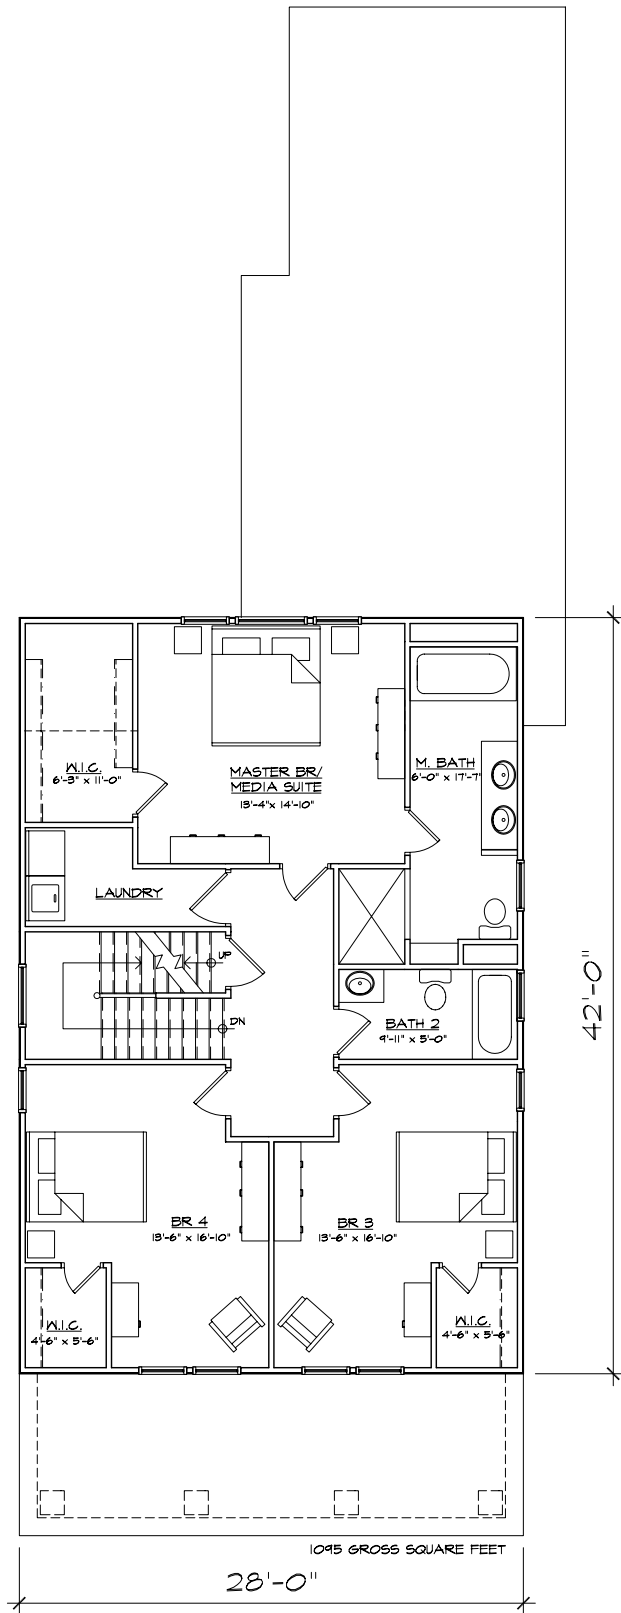 W.I.C.
6'-3" x 11'-0"
MASTER BR/
MEDIA SUITE
13'-4"x 14'-10"
M. BATH
6'-0" x 17'-7"
LAUNDRY
UP
DN
BATH 2
9'-11" x 5'-0"
42'-0"
BR 4
13'-6" x 16'-10"
BR 3
13'-6" x 16'-10"
W.I.C.
4'-6" x 5'-6"
W.I.C.
4'-6" x 5'-6"
1095 GROSS SQUARE FEET
28'-0"